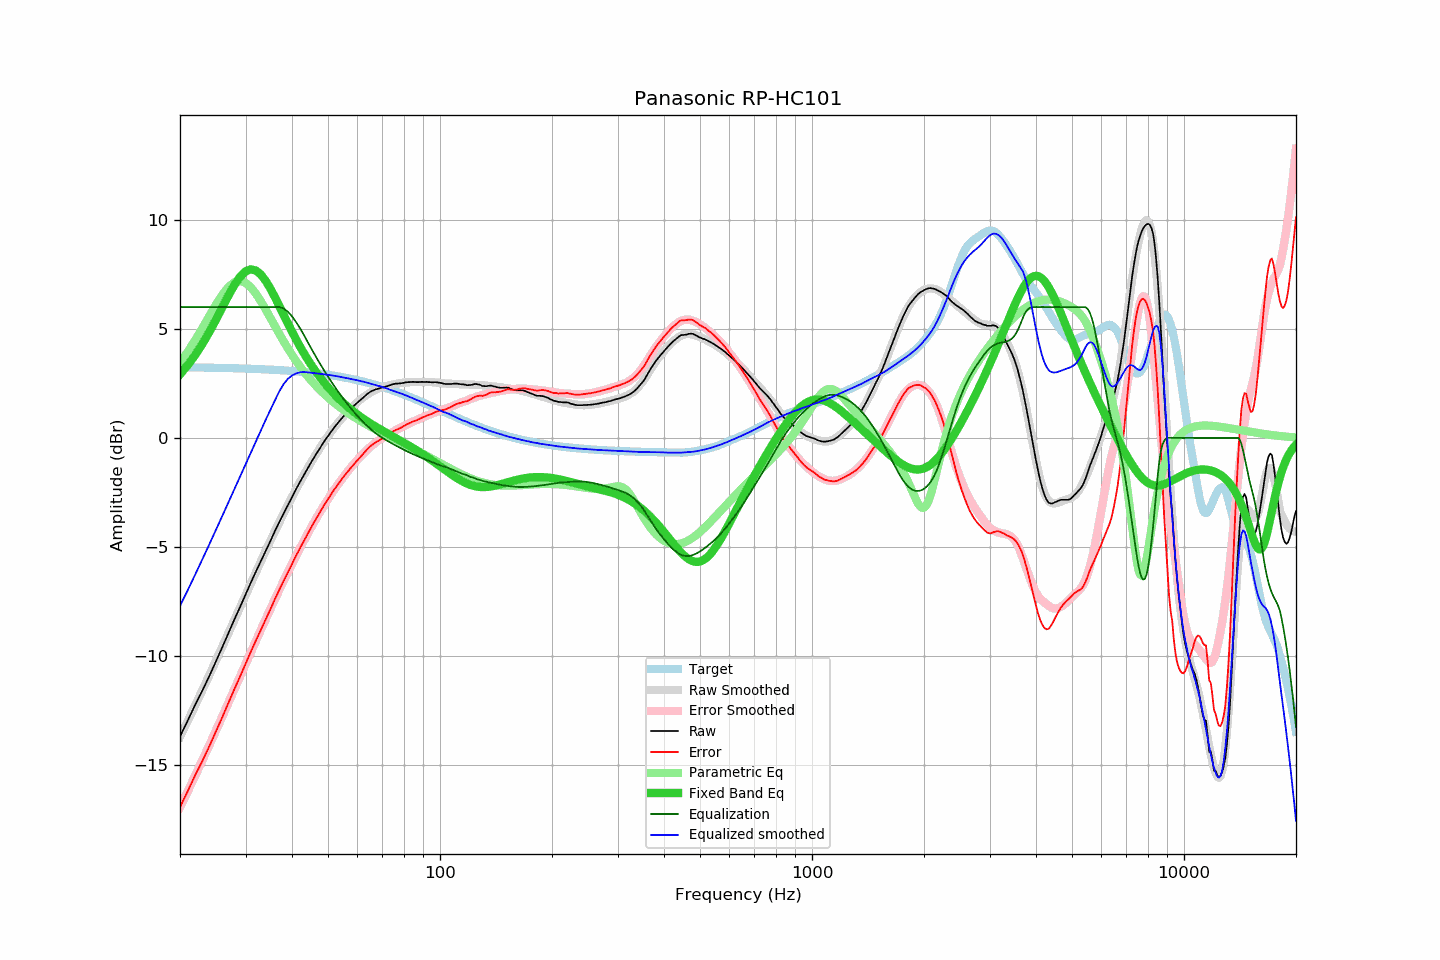 Panasonic RP-HC101
10
5
0
−5
−10
−15
Amplitude (dBr)
Target
Raw Smoothed
Error Smoothed
Raw
Error
Parametric Eq
Fixed Band Eq
Equalization
Equalized smoothed
100
1000
10000
Frequency (Hz)